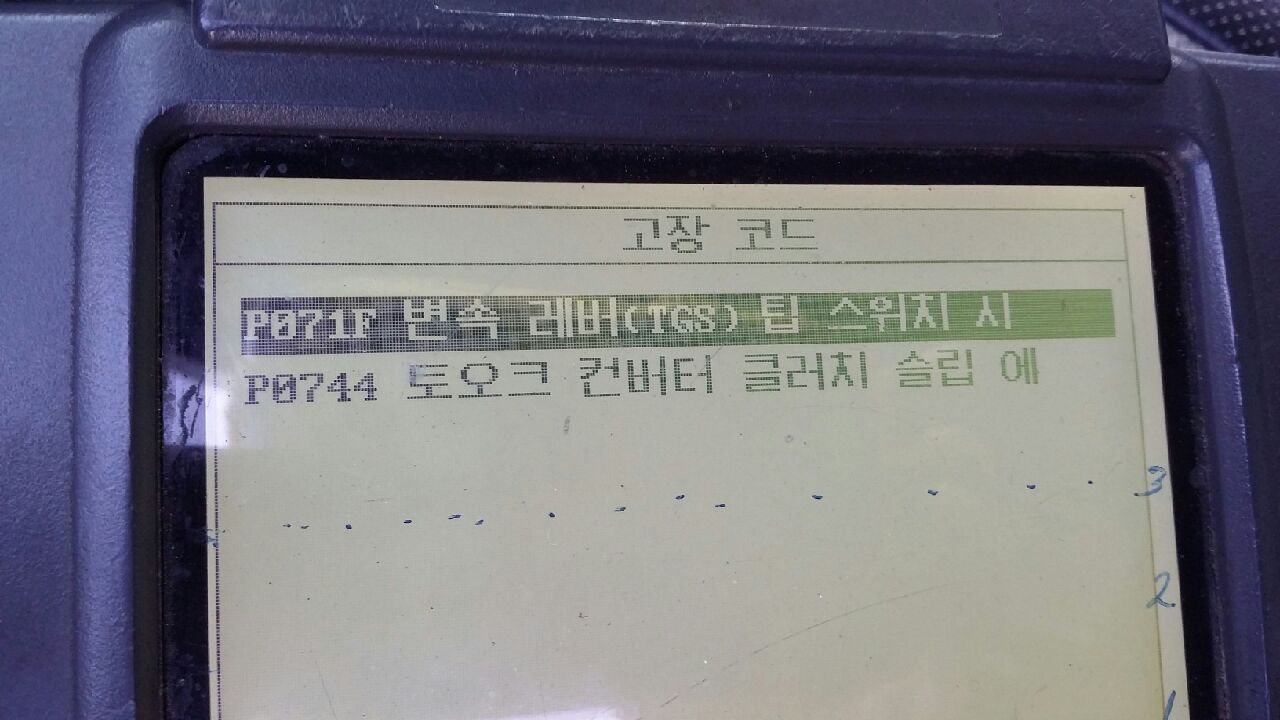 고장 코드
P071F 변속 레버(TGS) 팁 스위치 시
P0744 토오크 컨버터 클러치 슬립 에
3
2
1